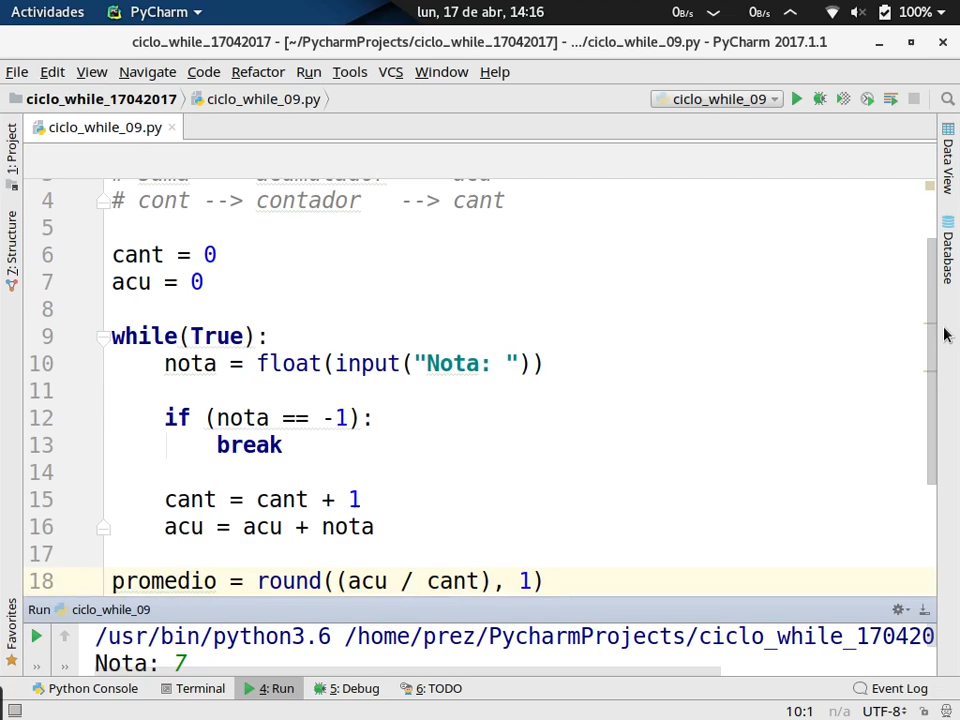 Actividades PyCharm lun, 17 de abr, 14:16 0B/s 0B/s 100%
ciclo_while_17042017 - [~/PycharmProjects/ciclo_while_17042017] - .../ciclo_while_09.py - PyCharm 2017.1.1
File Edit View Navigate Code Refactor Run Tools VCS Window Help
ciclo_while_17042017 ciclo_while_09.py ciclo_while_09
ciclo_while_09.py
1: Project
7: Structure
Favorites
Data View
Database
4 # cont --> contador --> cant
5
6 cant = 0
7 acu = 0
8
9 while(True):
10 nota = float(input("Nota: "))
11
12 if (nota == -1):
13 break
14
15 cant = cant + 1
16 acu = acu + nota
17
18 promedio = round((acu / cant), 1)
Run ciclo_while_09
/usr/bin/python3.6 /home/prez/PycharmProjects/ciclo_while_170420
Nota: 7
Python Console Terminal 4: Run 5: Debug 6: TODO Event Log
10:1 n/a UTF-8